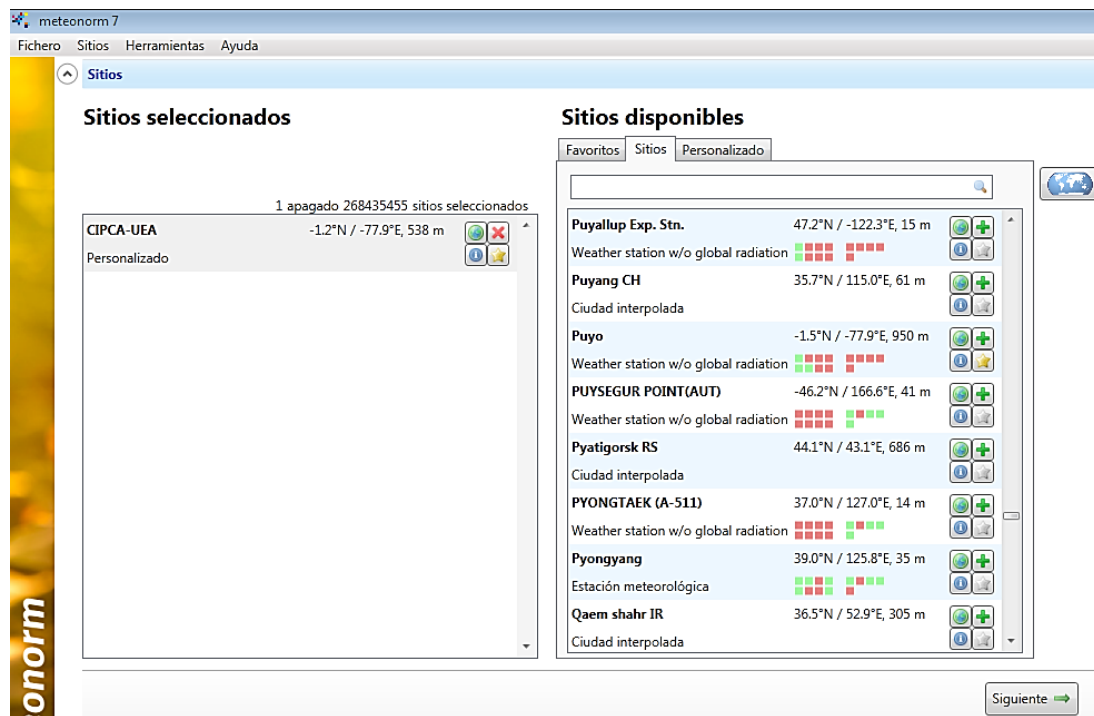 meteonorm 7
Fichero Sitios Herramientas Ayuda
Sitios
Sitios seleccionados
1 apagado 268435455 sitios seleccionados
CIPCA-UEA -1.2°N / -77.9°E, 538 m
Personalizado
Sitios disponibles
Favoritos Sitios Personalizado
Puyallup Exp. Stn. 47.2°N / -122.3°E, 15 m
Weather station w/o global radiation
Puyang CH 35.7°N / 115.0°E, 61 m
Ciudad interpolada
Puyo -1.5°N / -77.9°E, 950 m
Weather station w/o global radiation
PUYSEGUR POINT(AUT) -46.2°N / 166.6°E, 41 m
Weather station w/o global radiation
Pyatigorsk RS 44.1°N / 43.1°E, 686 m
Ciudad interpolada
PYONGTAEK (A-511) 37.0°N / 127.0°E, 14 m
Weather station w/o global radiation
Pyongyang 39.0°N / 125.8°E, 35 m
Estación meteorológica
Qaem shahr IR 36.5°N / 52.9°E, 305 m
Ciudad interpolada
onorm
Siguiente